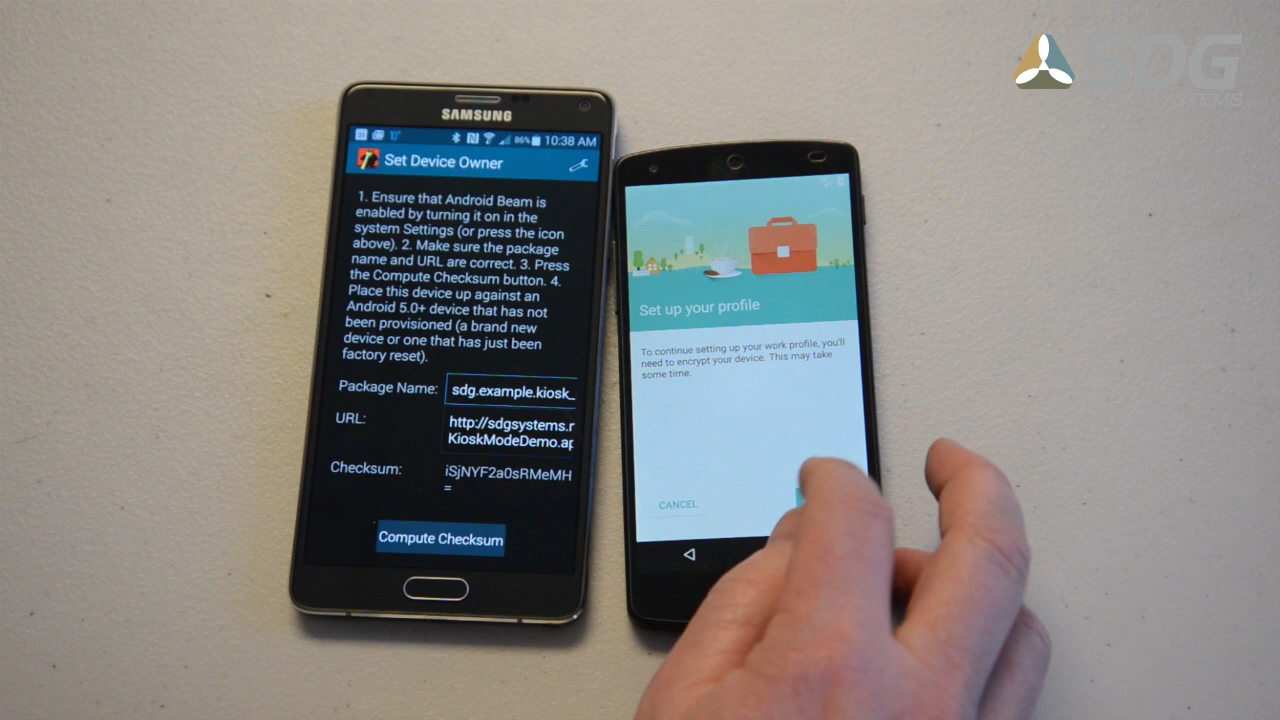 SDG
SAMSUNG
86% 10:38 AM
Set Device Owner
1. Ensure that Android Beam is
enabled by turning it on in the
system Settings (or press the icon
above). 2. Make sure the package
name and URL are correct. 3. Press
the Compute Checksum button. 4.
Place this device up against an
Android 5.0+ device that has not
been provisioned (a brand new
device or one that has just been
factory reset).
Package Name: sdg.example.kiosk_
URL: http://sdgsystems.
KioskModeDemo.ap
Checksum: iSjNYF2a0sRMeMH
=
Compute Checksum
Set up your profile
To continue setting up your work profile, you'll
need to encrypt your device. This may take
some time.
CANCEL